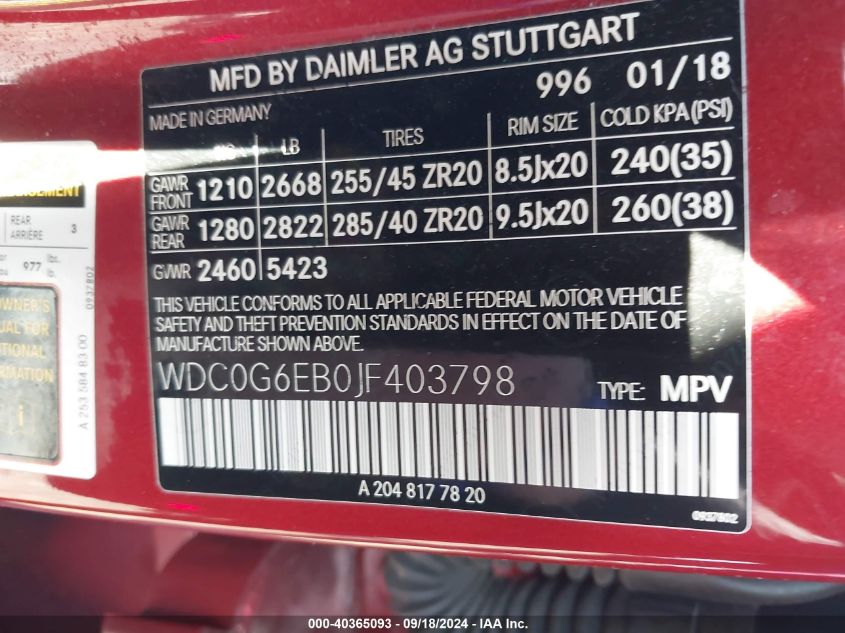 MFD BY DAIMLER AG STUTTGART
996 01/18
MADE IN GERMANY
LB TIRES RIM SIZE COLD KPA (PSI)
GAWR FRONT 1210 2668 255/45 ZR20 8.5Jx20 240(35)
GAWR REAR 1280 2822 285/40 ZR20 9.5Jx20 260(38)
GVWR 2460 5423
THIS VEHICLE CONFORMS TO ALL APPLICABLE FEDERAL MOTOR VEHICLE
SAFETY AND THEFT PREVENTION STANDARDS IN EFFECT ON THE DATE OF
MANUFACTURE SHOWN ABOVE.
WDC0G6EB0JF403798 TYPE: MPV
A 204 817 78 20
0937802
REAR
ARRIÈRE 3
977 lbs.
lb.
0937802
A 253 584 83 00
000-40365093 / 09/18/2024 - IAA Inc.